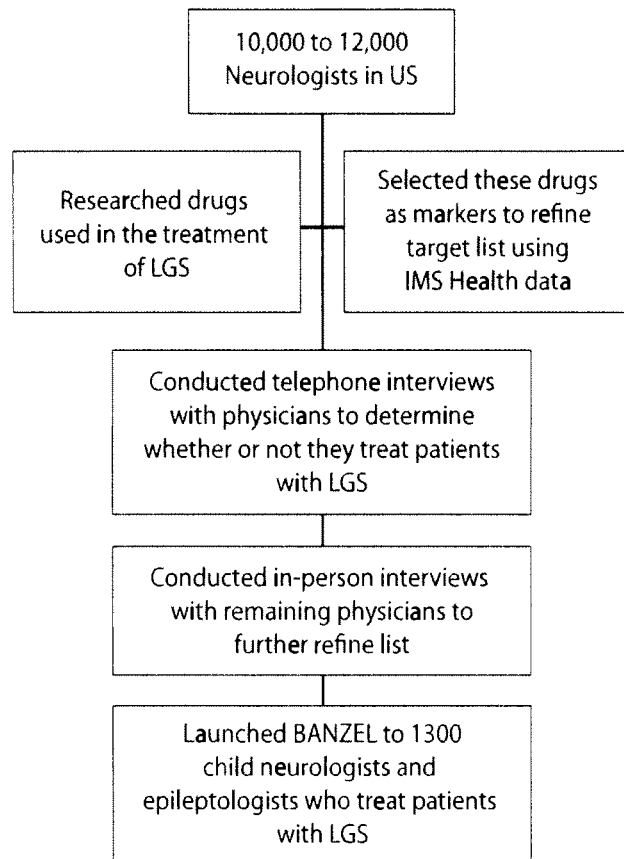 10,000 to 12,000
Neurologists in US
Researched drugs
used in the treatment
of LGS
Selected these drugs
as markers to refine
target list using
IMS Health data
Conducted telephone interviews
with physicians to determine
whether or not they treat patients
with LGS
Conducted in-person interviews
with remaining physicians to
further refine list
Launched BANZEL to 1300
child neurologists and
epileptologists who treat patients
with LGS